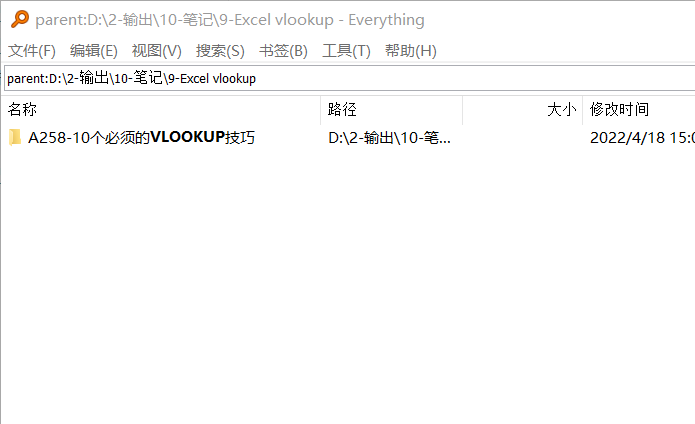 parent:D:\2-输出\10-笔记\9-Excel vlookup - Everything
文件(F) 编辑(E) 视图(V) 搜索(S) 书签(B) 工具(T) 帮助(H)
parent:D:\2-输出\10-笔记\9-Excel vlookup
名称 路径 大小 修改时间
A258-10个必须的VLOOKUP技巧 D:\2-输出\10-笔... 2022/4/18 15:0